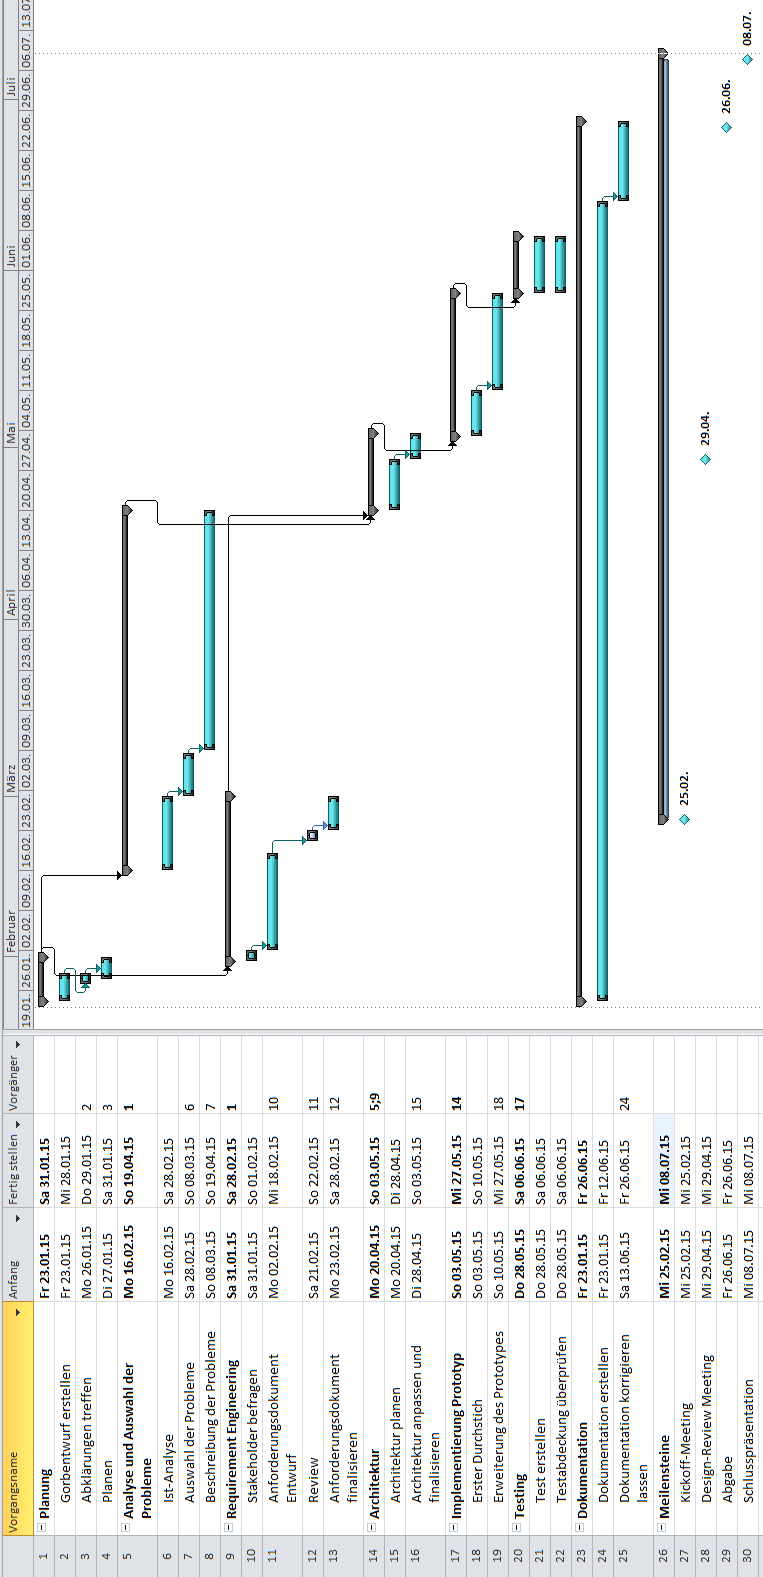 Vorgangsname Anfang Fertig stellen Vorgänger
Februar März April Mai Juni Juli
19.01. 26.01. 02.02. 09.02. 16.02. 23.02. 02.03. 09.03. 16.03. 23.03. 30.03. 06.04. 13.04. 20.04. 27.04. 04.05. 11.05. 18.05. 25.05. 01.06. 08.06. 15.06. 22.06. 29.06. 06.07. 13.07
1 Planung Fr 23.01.15 Sa 31.01.15
2 Gorbentwurf erstellen Fr 23.01.15 Mi 28.01.15
3 Abklärungen treffen Mo 26.01.15 Do 29.01.15 2
4 Planen Di 27.01.15 Sa 31.01.15 3
5 Analyse und Auswahl der Mo 16.02.15 So 19.04.15 1
Probleme
6 Ist-Analyse Mo 16.02.15 Sa 28.02.15
7 Auswahl der Probleme Sa 28.02.15 So 08.03.15 6
8 Beschreibung der Probleme So 08.03.15 So 19.04.15 7
9 Requirement Engineering Sa 31.01.15 Sa 28.02.15 1
10 Stakeholder befragen Sa 31.01.15 So 01.02.15
11 Anforderungsdokument Mo 02.02.15 Mi 18.02.15 10
Entwurf
12 Review Sa 21.02.15 So 22.02.15 11
13 Anforderungsdokument Mo 23.02.15 Sa 28.02.15 12
finalisieren
14 Architektur Mo 20.04.15 So 03.05.15 5;9
15 Architektur planen Mo 20.04.15 Di 28.04.15
16 Architektur anpassen und Di 28.04.15 So 03.05.15 15
finalisieren
17 Implementierung Prototyp So 03.05.15 Mi 27.05.15 14
18 Erster Durchstich So 03.05.15 So 10.05.15
19 Erweiterung des Prototypes So 10.05.15 Mi 27.05.15 18
20 Testing Do 28.05.15 Sa 06.06.15 17
21 Test erstellen Do 28.05.15 Sa 06.06.15
22 Testabdeckung überprüfen Do 28.05.15 Sa 06.06.15
23 Dokumentation Fr 23.01.15 Fr 26.06.15
24 Dokumentation erstellen Fr 23.01.15 Fr 12.06.15
25 Dokumentation korrigieren Sa 13.06.15 Fr 26.06.15 24
lassen
26 Meilensteine Mi 25.02.15 Mi 08.07.15
27 Kickoff-Meeting Mi 25.02.15 Mi 25.02.15 25.02.
28 Design-Review Meeting Mi 29.04.15 Mi 29.04.15 29.04.
29 Abgabe Fr 26.06.15 Fr 26.06.15 26.06.
30 Schlusspräsentation Mi 08.07.15 Mi 08.07.15 08.07.